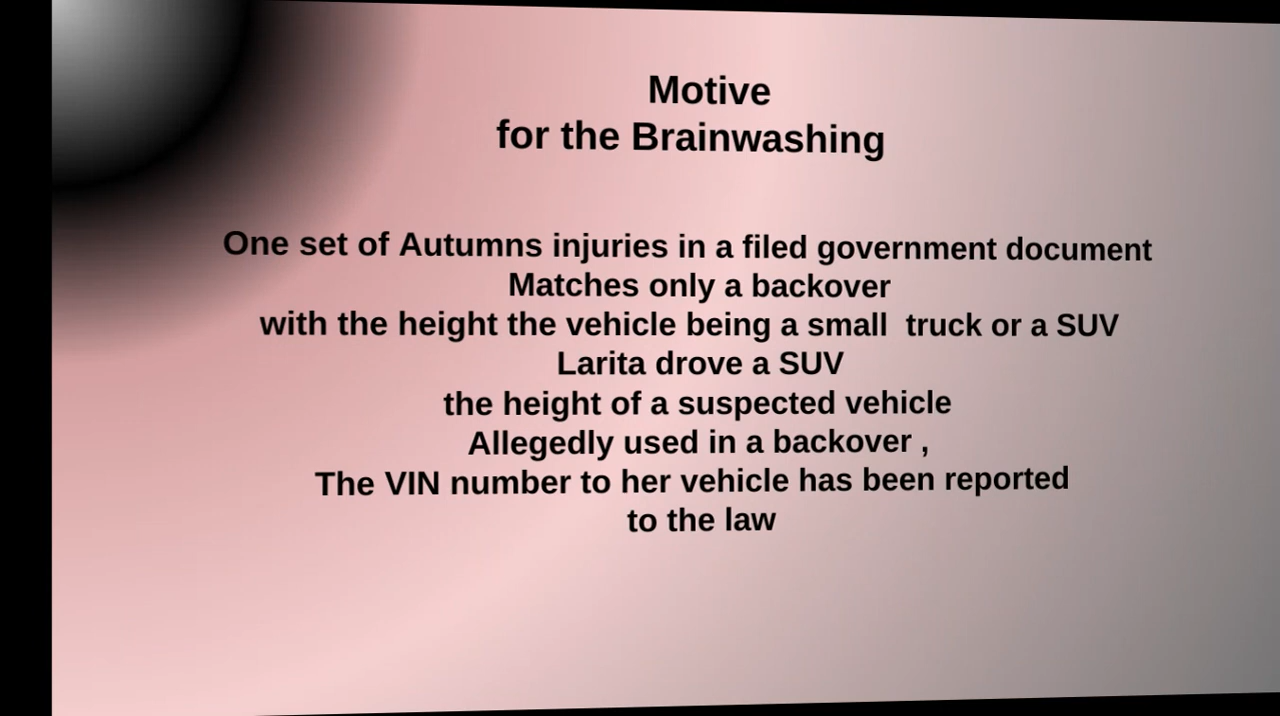 Motive
for the Brainwashing
One set of Autumns injuries in a filed government document
Matches only a backover
with the height the vehicle being a small  truck or a SUV
Larita drove a SUV
the height of a suspected vehicle
Allegedly used in a backover ,
The VIN number to her vehicle has been reported
to the law